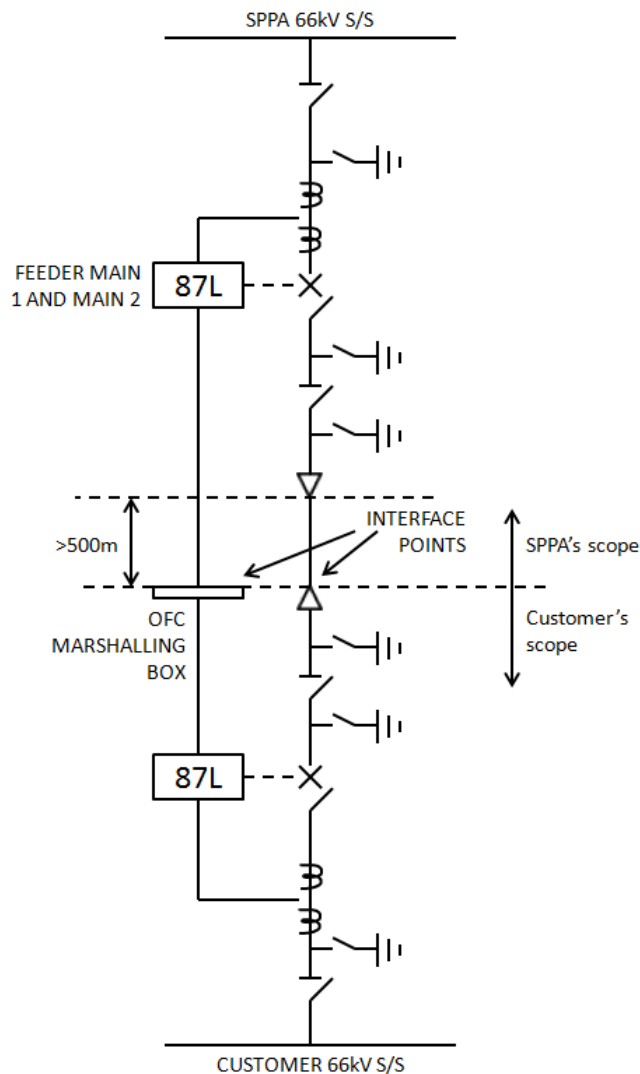 SPPA 66kV S/S
FEEDER MAIN
1 AND MAIN 2
87L
>500m
INTERFACE
POINTS
SPPA's scope
OFC
MARSHALLING
BOX
Customer's
scope
87L
CUSTOMER 66kV S/S